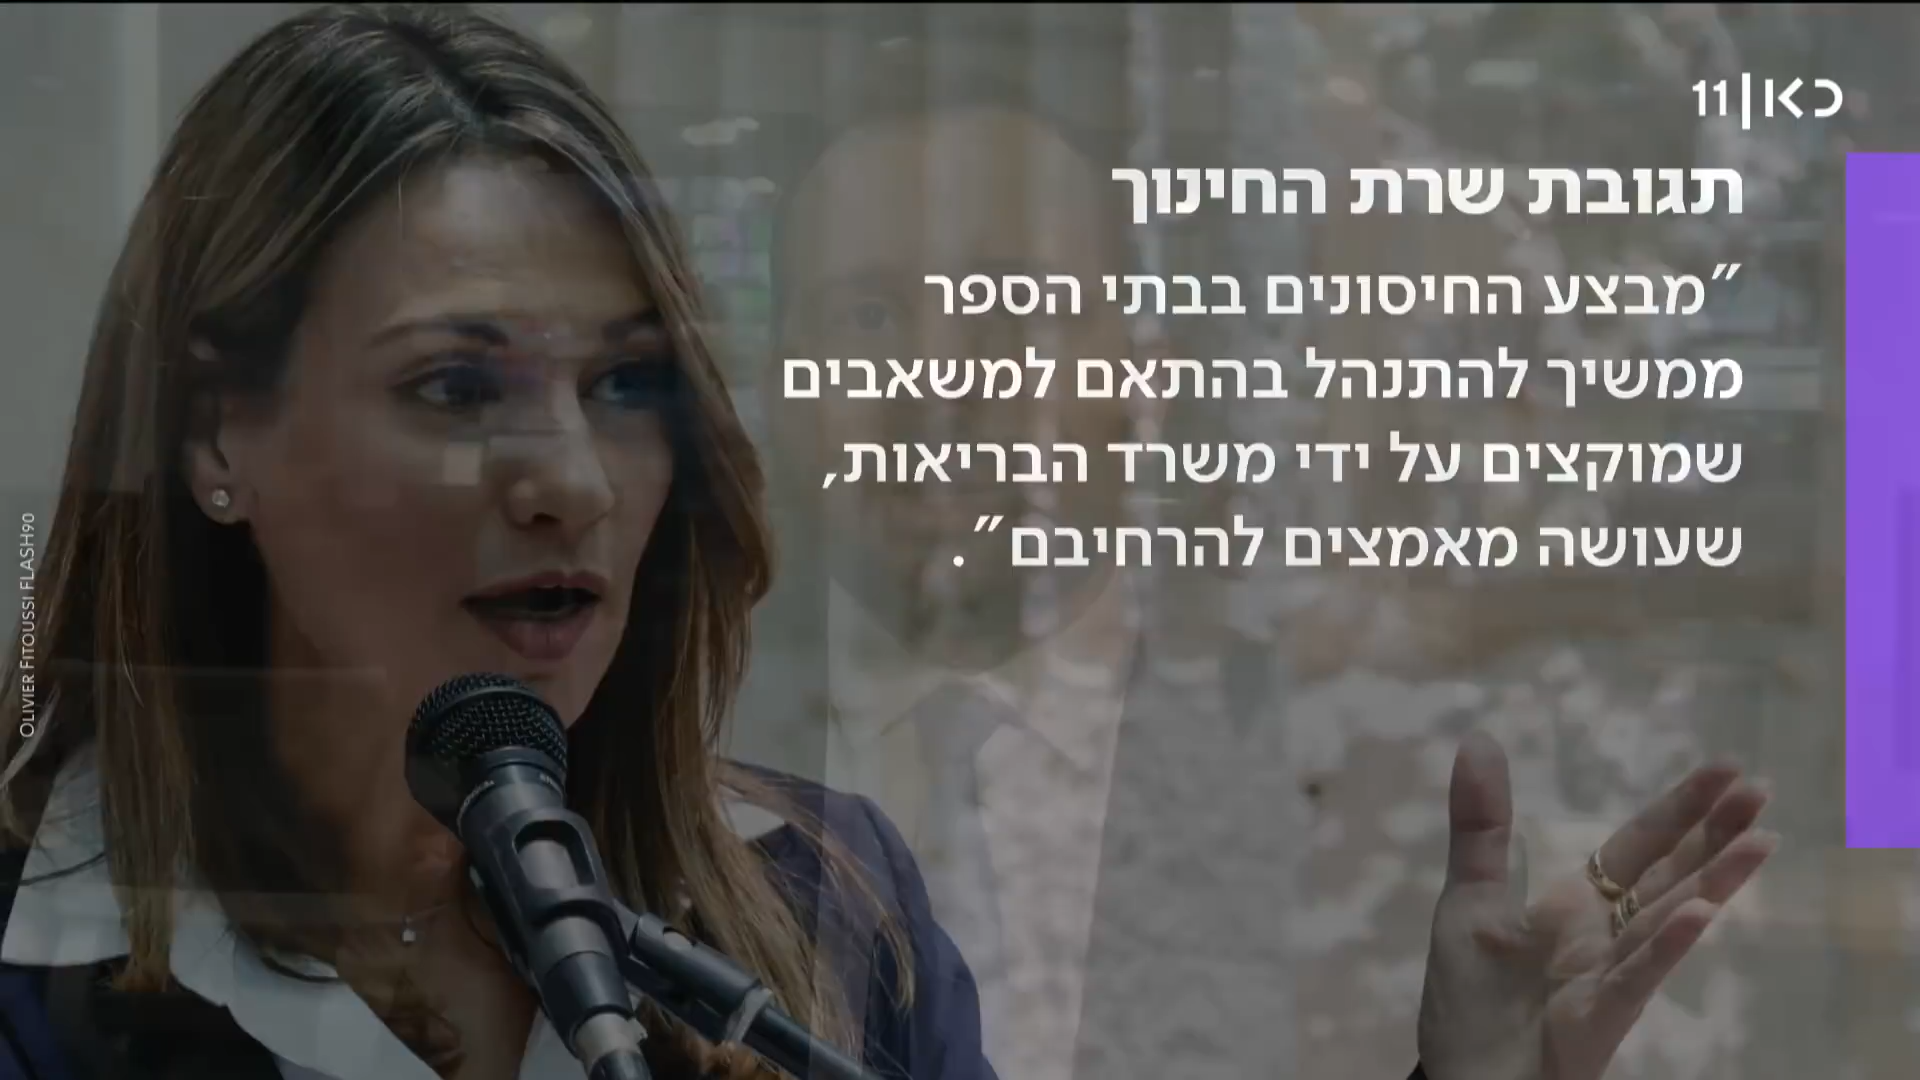 כאן|11
תגובת שרת החינוך
"מבצע החיסונים בבתי הספר
ממשיך להתנהל בהתאם למשאבים
שמוקצים על ידי משרד הבריאות,
שעושה מאמצים להרחיבם".
OLIVIER FITOUSSI FLASH90